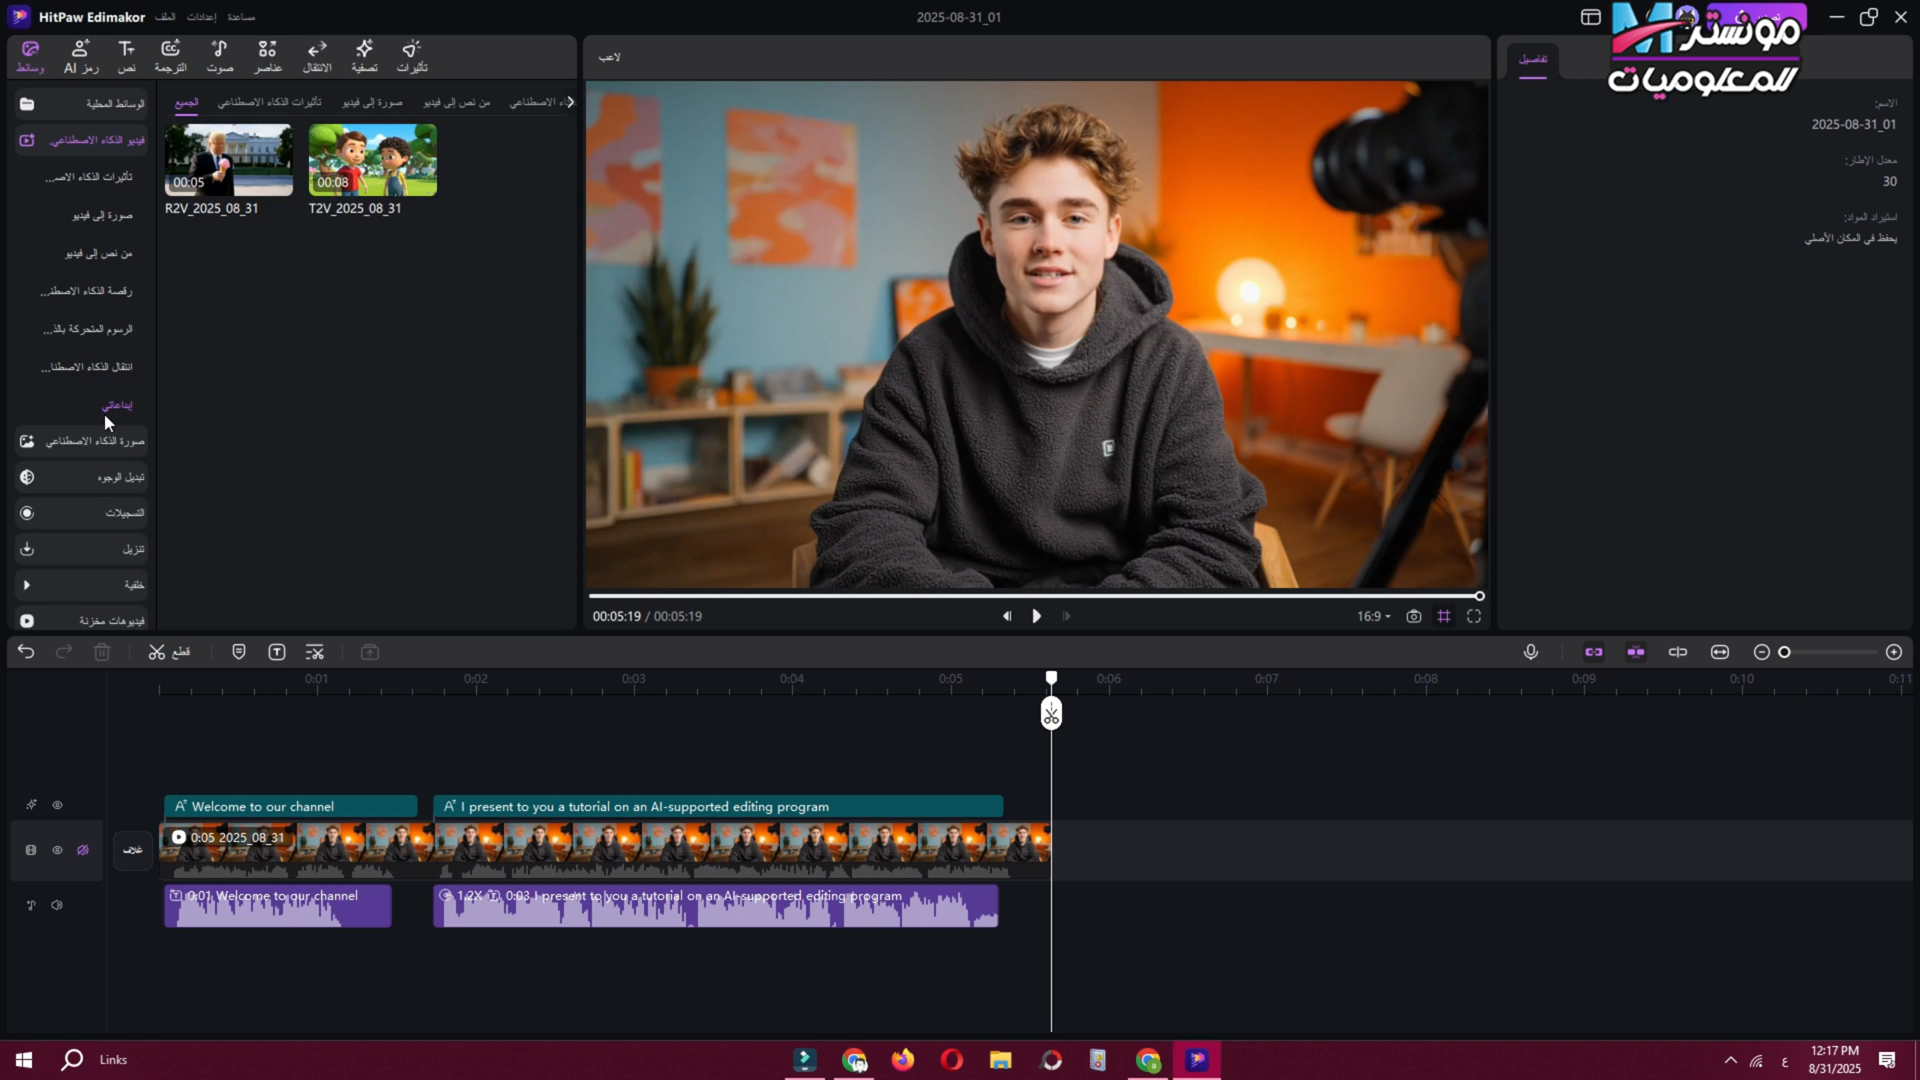 HitPaw Edimakor
الملف
إعدادات
مساعدة
2025-08-31_01
مونستر
للمعلوميات
وسائط
رمز AI
نص
الترجمة
صوت
عناصر
الانتقال
تصفية
تأثيرات
لاعب
تفاصيل
الوسائط المحلية
فيديو الذكاء الاصطناعي..
تأثيرات الذكاء الاصـ...
صورة إلى فيديو
من نص إلى فيديو
رقصة الذكاء الاصطنـ...
الرسوم المتحركة بالذ...
انتقال الذكاء الاصطنا...
إبداعاتي
صورة الذكاء الاصطناعي
تبديل الوجوه
التسجيلات
تنزيل
خلفية
فيديوهات مخزنة
الجميع
تأثيرات الذكاء الاصطناعي
صورة إلى فيديو
من نص إلى فيديو
اء الاصطناعي
00:05
00:08
R2V_2025_08_31
T2V_2025_08_31
الاسم:
2025-08-31_01
معدل الإطار:
30
استيراد المواد:
يحفظ في المكان الأصلي
00:05:19 / 00:05:19
16:9
قطع
0:01
0:02
0:03
0:04
0:05
0:06
0:07
0:08
0:09
0:10
0:11
Welcome to our channel
I present to you a tutorial on an AI-supported editing program
غلاف
0:05 2025_08_31
0:01 Welcome to our channel
1.2X 0:03 I present to you a tutorial on an AI-supported editing program
Links
ع
12:17 PM
8/31/2025